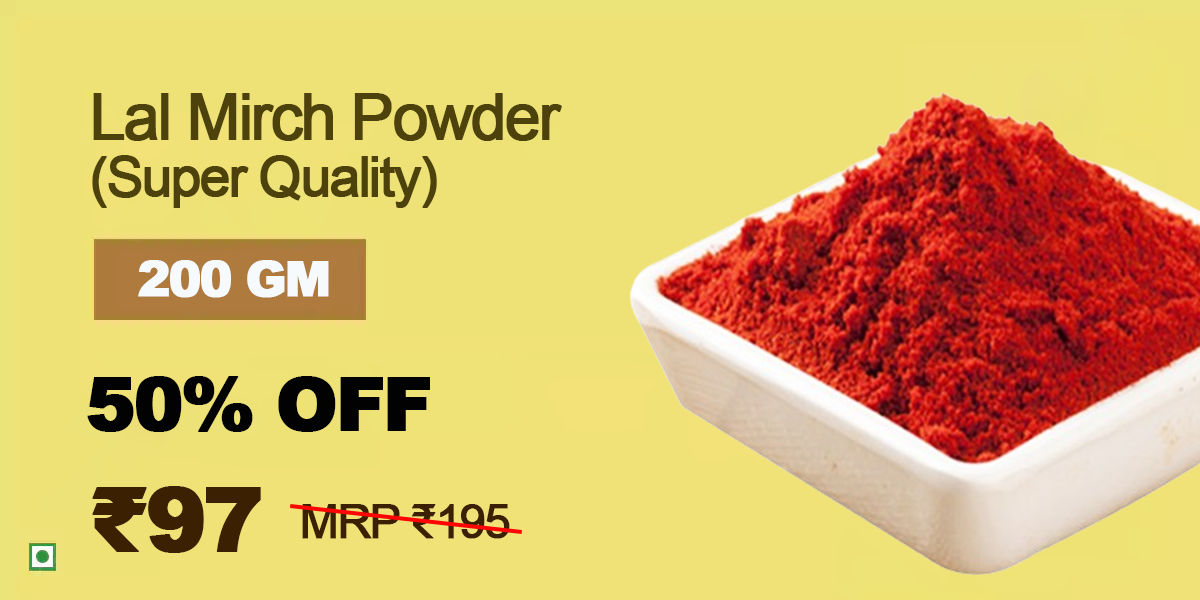 Lal Mirch Powder
(Super Quality)
200 GM
50% OFF
₹97 MRP ₹195